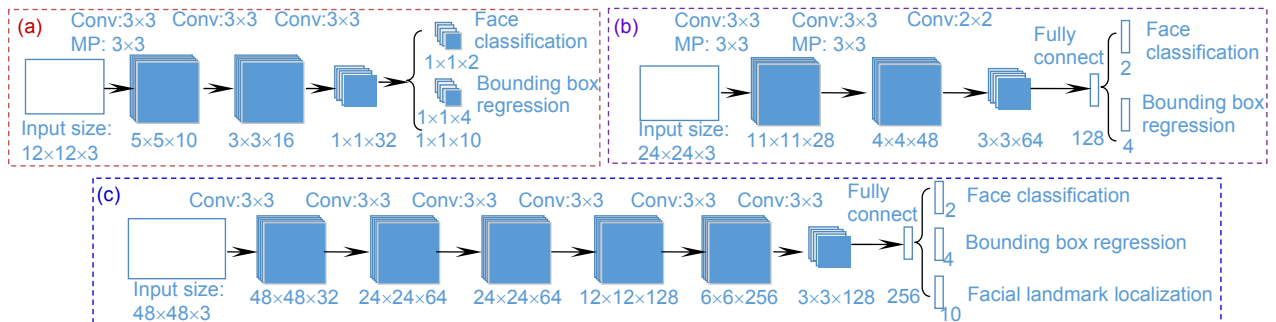 (a)
Conv:3×3 Conv:3×3 Conv:3×3
MP: 3×3
Face
classification
1×1×2
Bounding box
regression
1×1×4
Input size:
12×12×3
5×5×10 3×3×16 1×1×32 1×1×10
(b)
Conv:3×3 Conv:3×3 Conv:2×2
MP: 3×3 MP: 3×3
Fully
connect
Face
classification
2
Bounding box
regression
4
Input size:
24×24×3
11×11×28 4×4×48 3×3×64 128
(c)
Conv:3×3 Conv:3×3 Conv:3×3 Conv:3×3 Conv:3×3 Conv:3×3
Fully
connect
2 Face classification
4 Bounding box regression
10 Facial landmark localization
Input size:
48×48×3
48×48×32 24×24×64 24×24×64 12×12×128 6×6×256 3×3×128 256